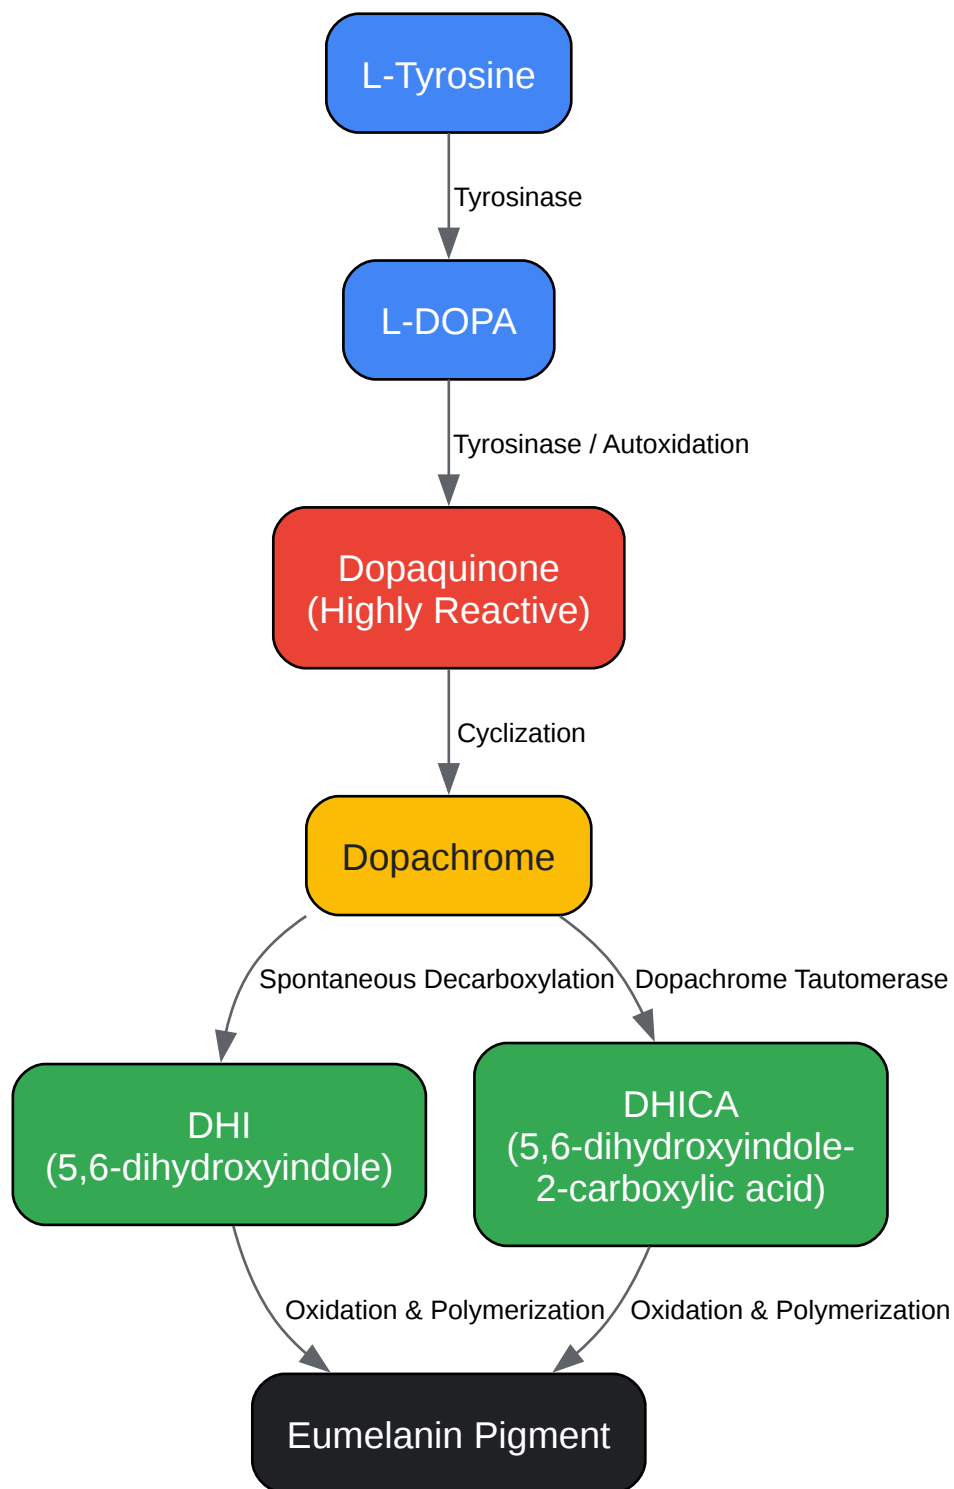 L-Tyrosine
Tyrosinase
L-DOPA
Tyrosinase / Autoxidation
Dopaquinone
(Highly Reactive)
Cyclization
Dopachrome
Spontaneous Decarboxylation
Dopachrome Tautomerase
DHI
(5,6-dihydroxyindole)
DHICA
(5,6-dihydroxyindole-
2-carboxylic acid)
Oxidation & Polymerization
Oxidation & Polymerization
Eumelanin Pigment